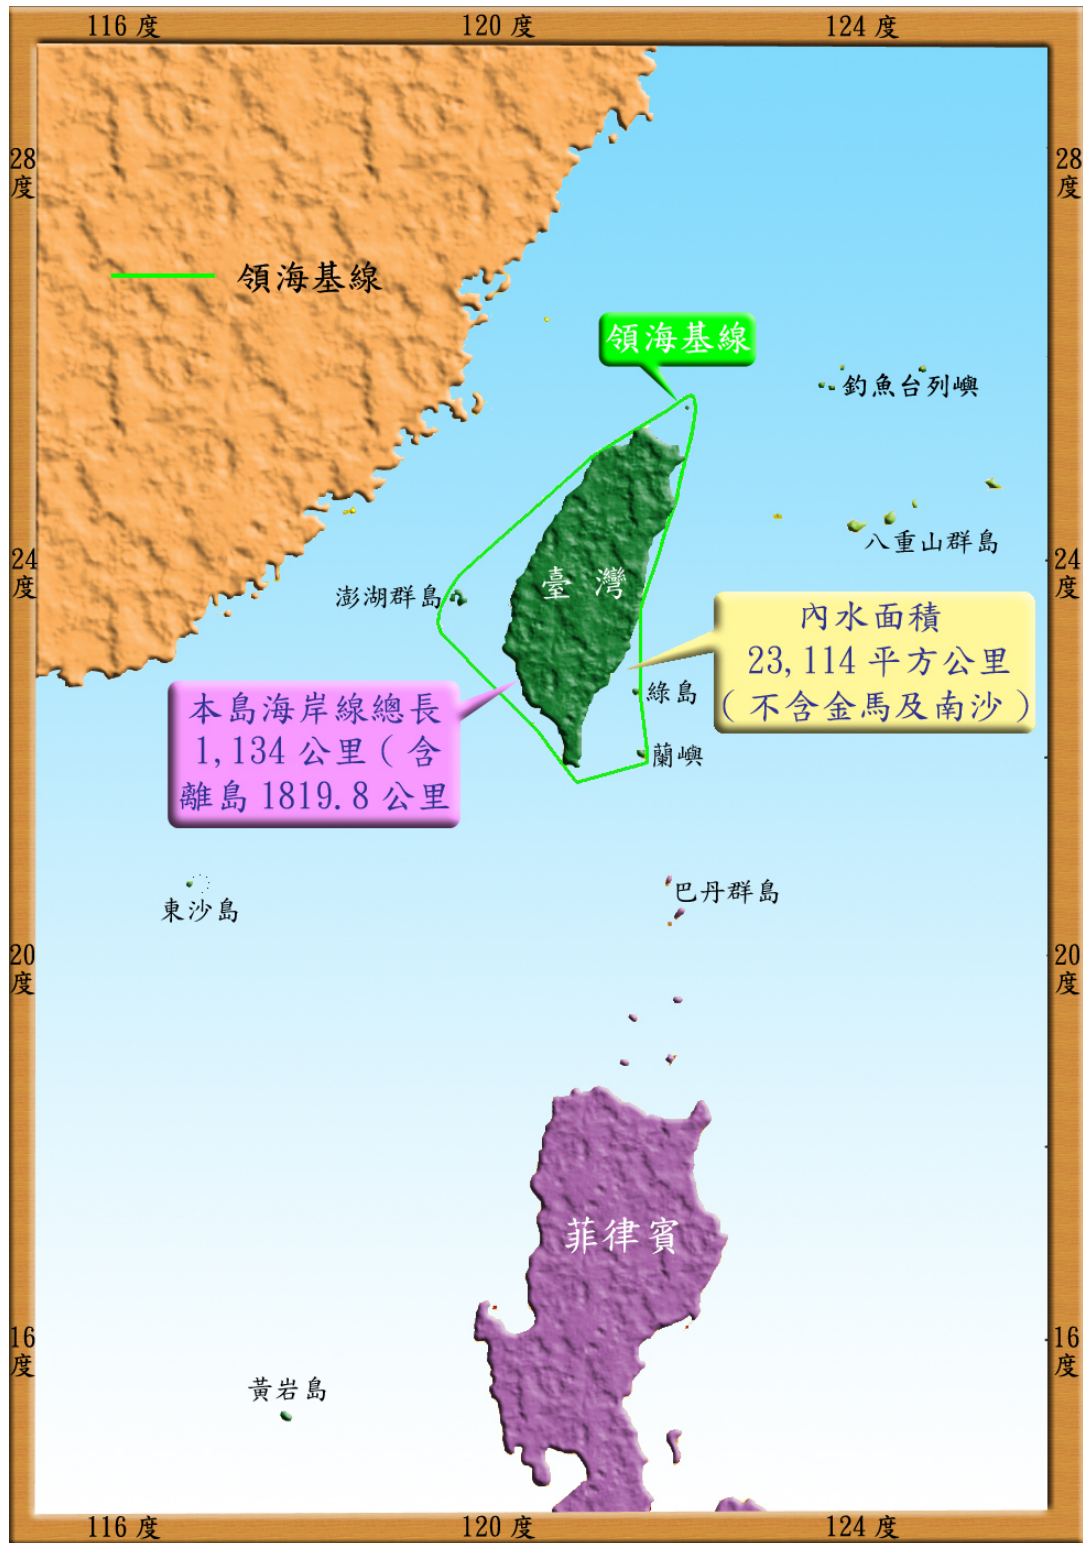 116 度
120 度
124 度
28
度
28
度
領海基線
領海基線
釣魚台列嶼
八重山群島
24
度
24
度
臺灣
澎湖群島
內水面積
23,114 平方公里
(不含金馬及南沙)
本島海岸線總長
1,134 公里(含
離島 1819.8 公里
綠島
蘭嶼
東沙島
巴丹群島
20
度
20
度
菲律賓
16
度
16
度
黃岩島
116 度
120 度
124 度